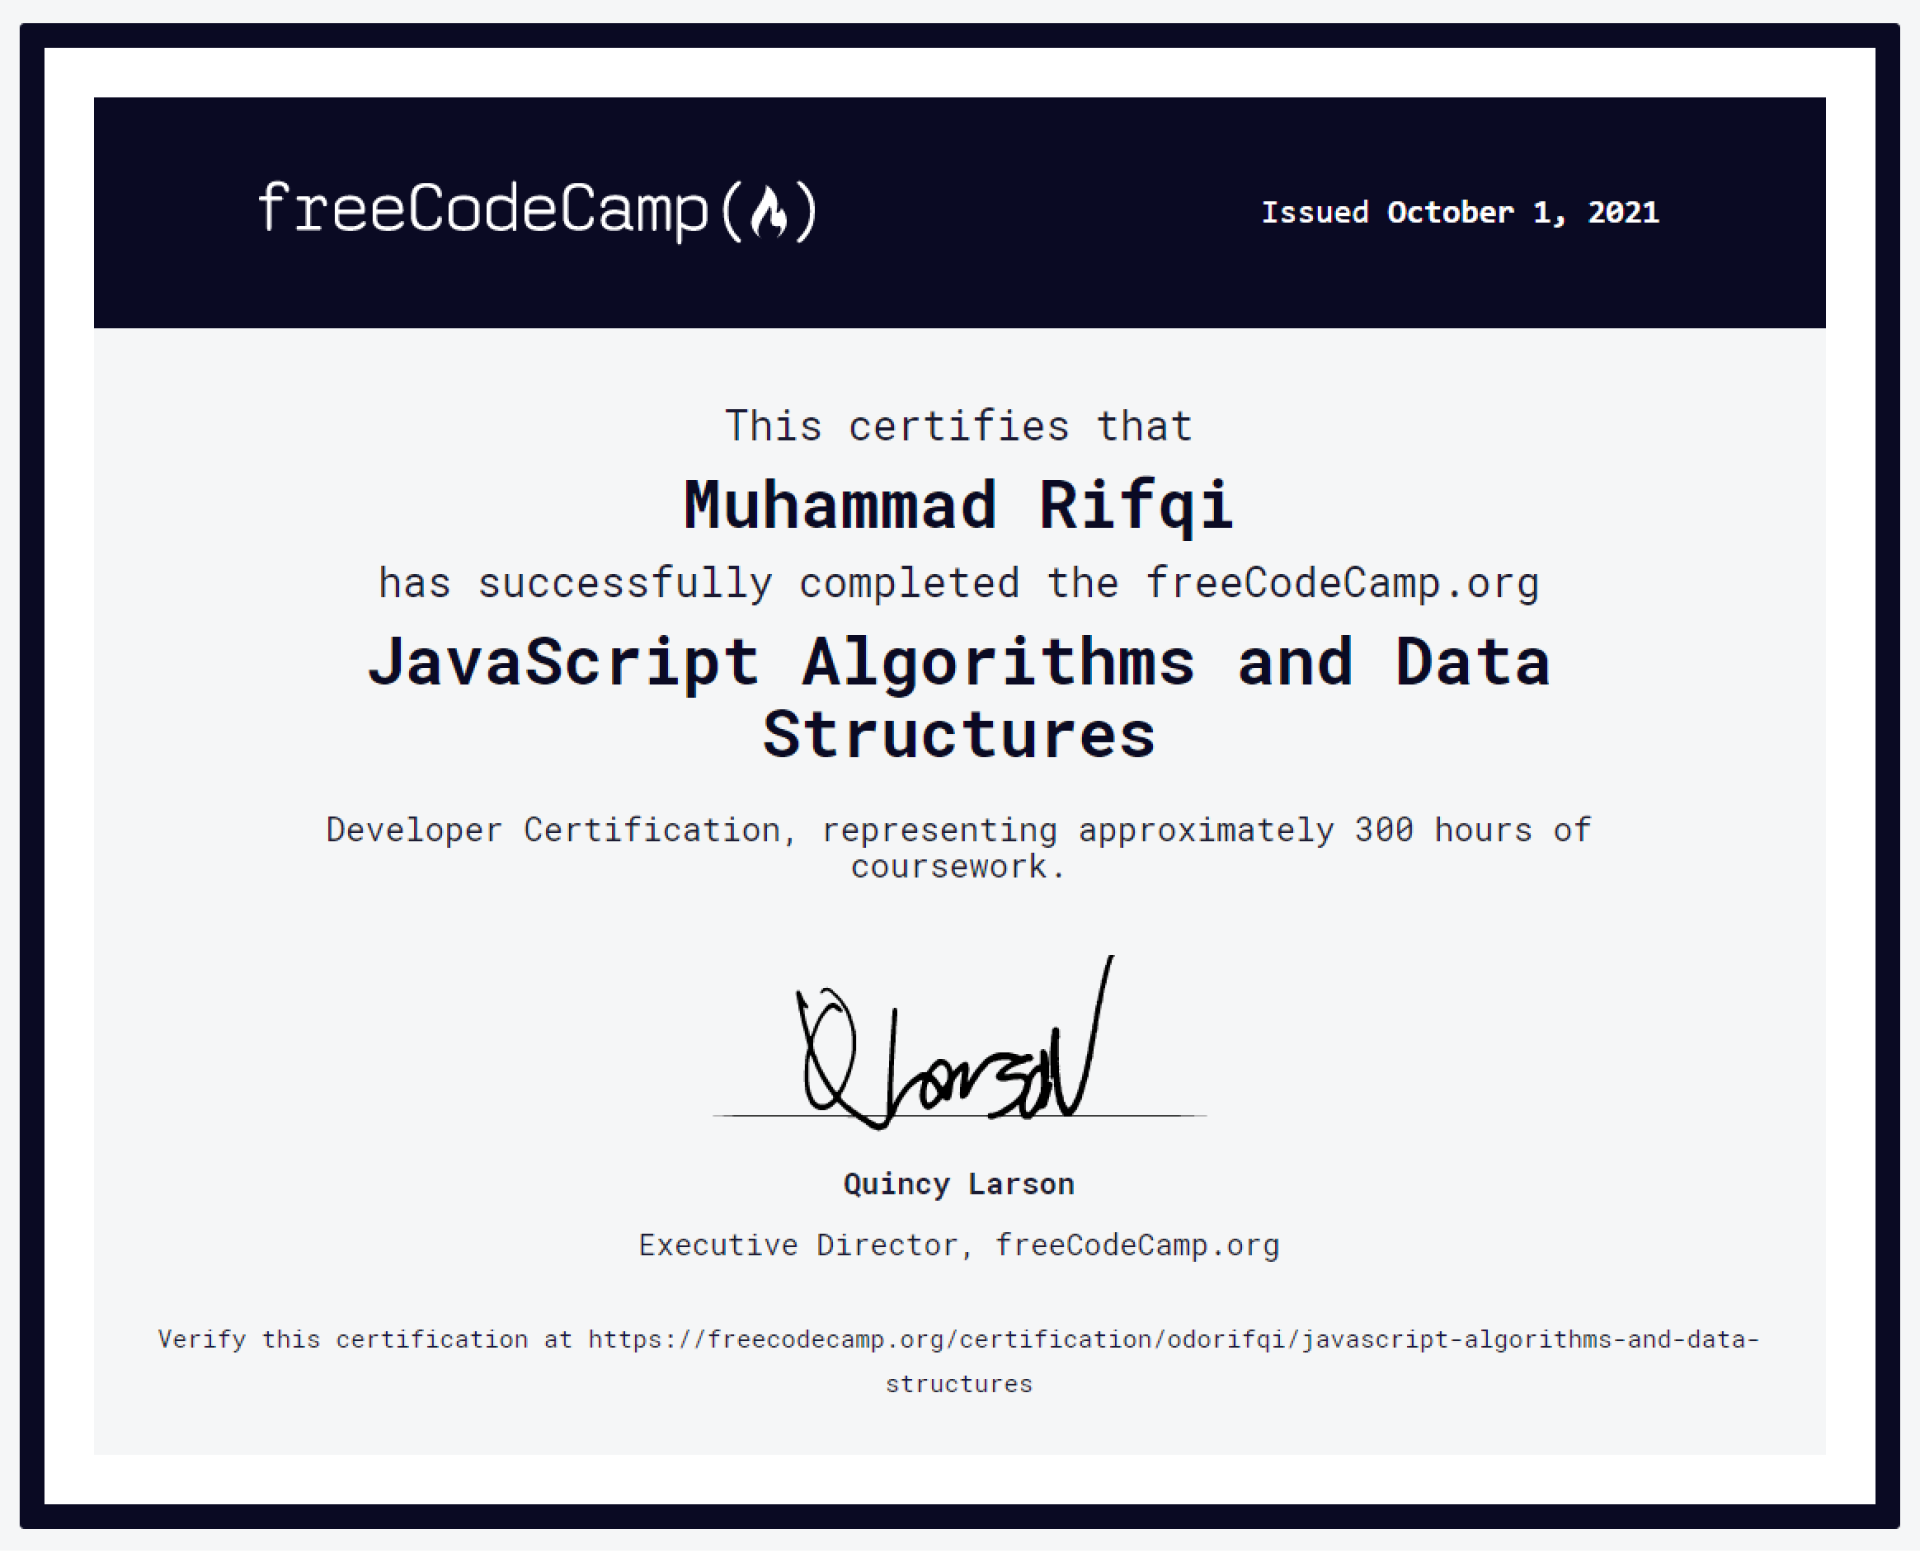 freeCodeCamp(🔥)
Issued October 1, 2021
This certifies that
Muhammad Rifqi
has successfully completed the freeCodeCamp.org
JavaScript Algorithms and Data
Structures
Developer Certification, representing approximately 300 hours of
coursework.
QLarson
Quincy Larson
Executive Director, freeCodeCamp.org
Verify this certification at https://freecodecamp.org/certification/odorifqi/javascript-algorithms-and-data-
structures